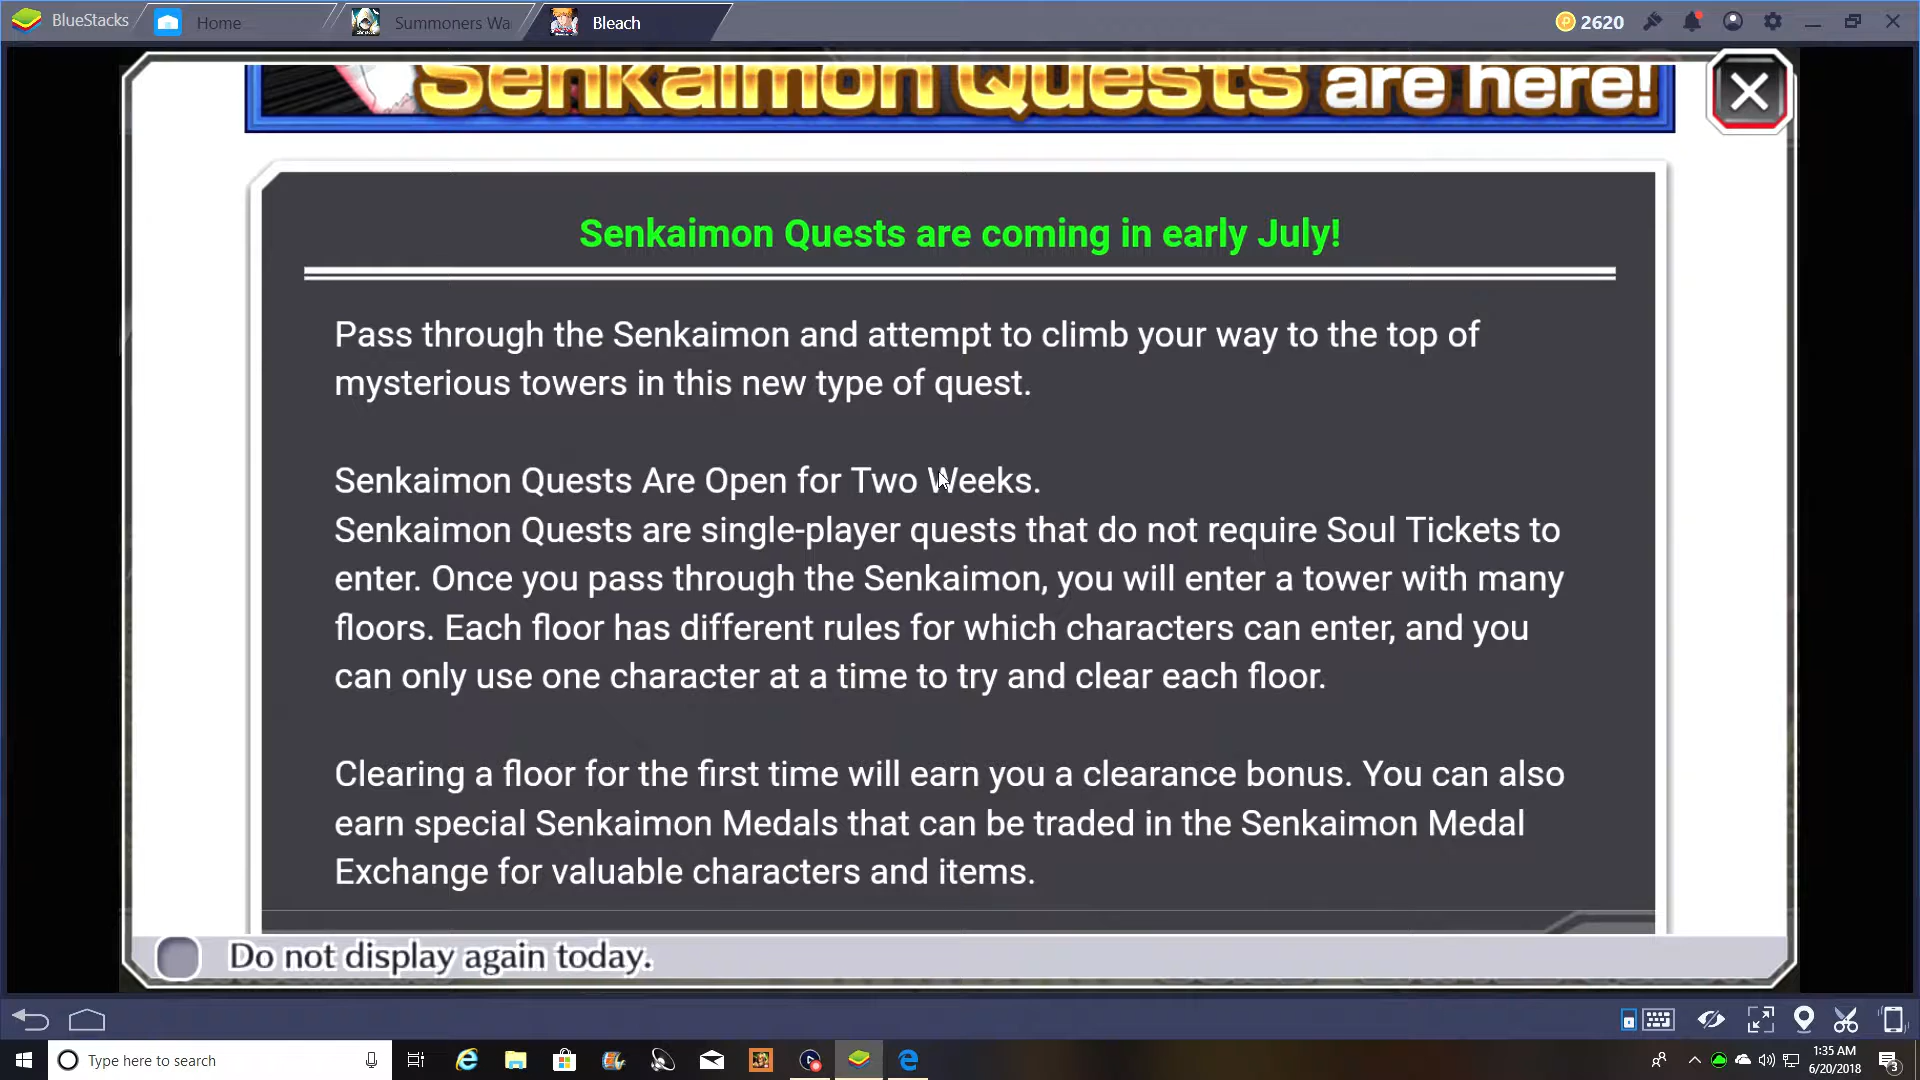 BlueStacks
Home
Summoners Wa
Bleach
2620
Senkaimon Quests are here!
Senkaimon Quests are coming in early July!
Pass through the Senkaimon and attempt to climb your way to the top of
mysterious towers in this new type of quest.
Senkaimon Quests Are Open for Two Weeks.
Senkaimon Quests are single-player quests that do not require Soul Tickets to
enter. Once you pass through the Senkaimon, you will enter a tower with many
floors. Each floor has different rules for which characters can enter, and you
can only use one character at a time to try and clear each floor.
Clearing a floor for the first time will earn you a clearance bonus. You can also
earn special Senkaimon Medals that can be traded in the Senkaimon Medal
Exchange for valuable characters and items.
Do not display again today.
Type here to search
1:35 AM
6/20/2018
3